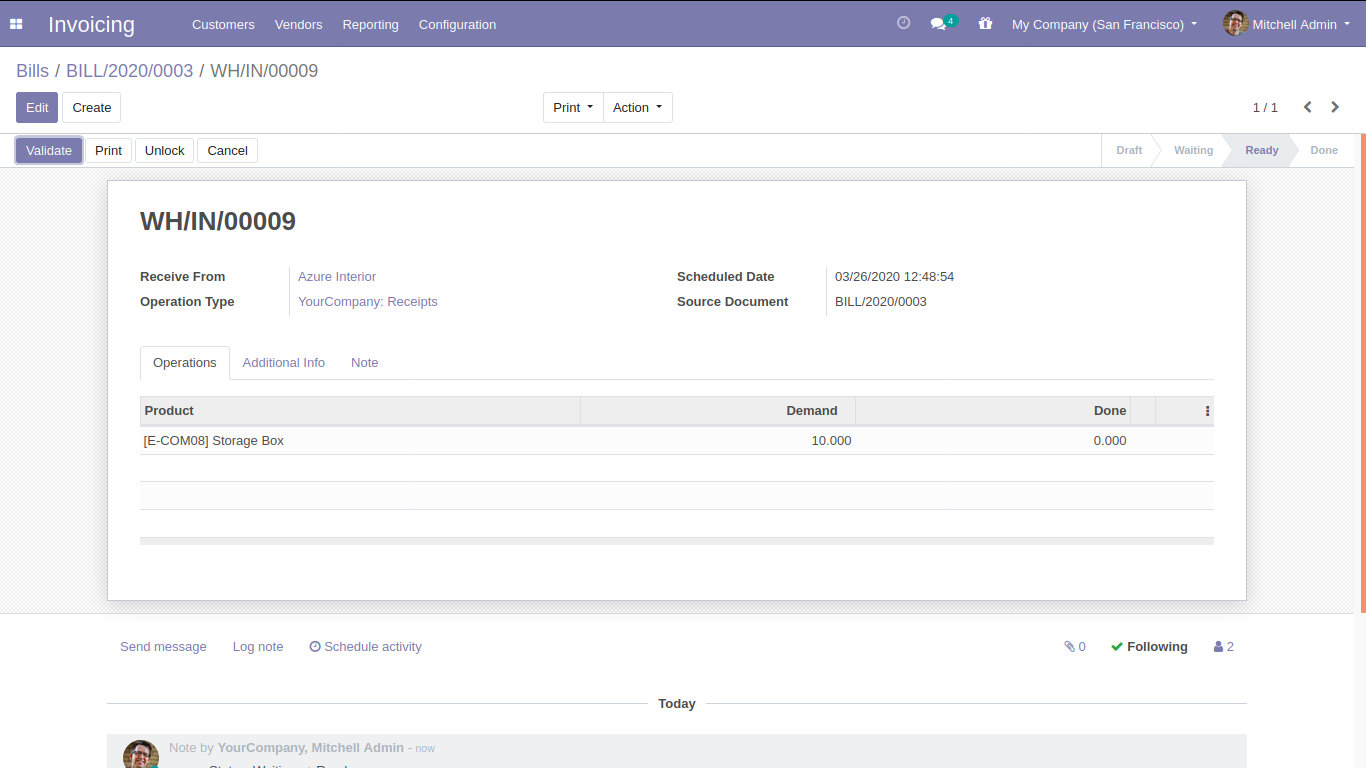 Invoicing Customers Vendors Reporting Configuration 4 My Company (San Francisco) Mitchell Admin
Bills / BILL/2020/0003 / WH/IN/00009
Edit Create Print Action 1 / 1
Validate Print Unlock Cancel Draft Waiting Ready Done
WH/IN/00009
Receive From Azure Interior Scheduled Date 03/26/2020 12:48:54
Operation Type YourCompany: Receipts Source Document BILL/2020/0003
Operations Additional Info Note
Product Demand Done
[E-COM08] Storage Box 10.000 0.000
Send message Log note Schedule activity 0 Following 2
Today
Note by YourCompany, Mitchell Admin - now